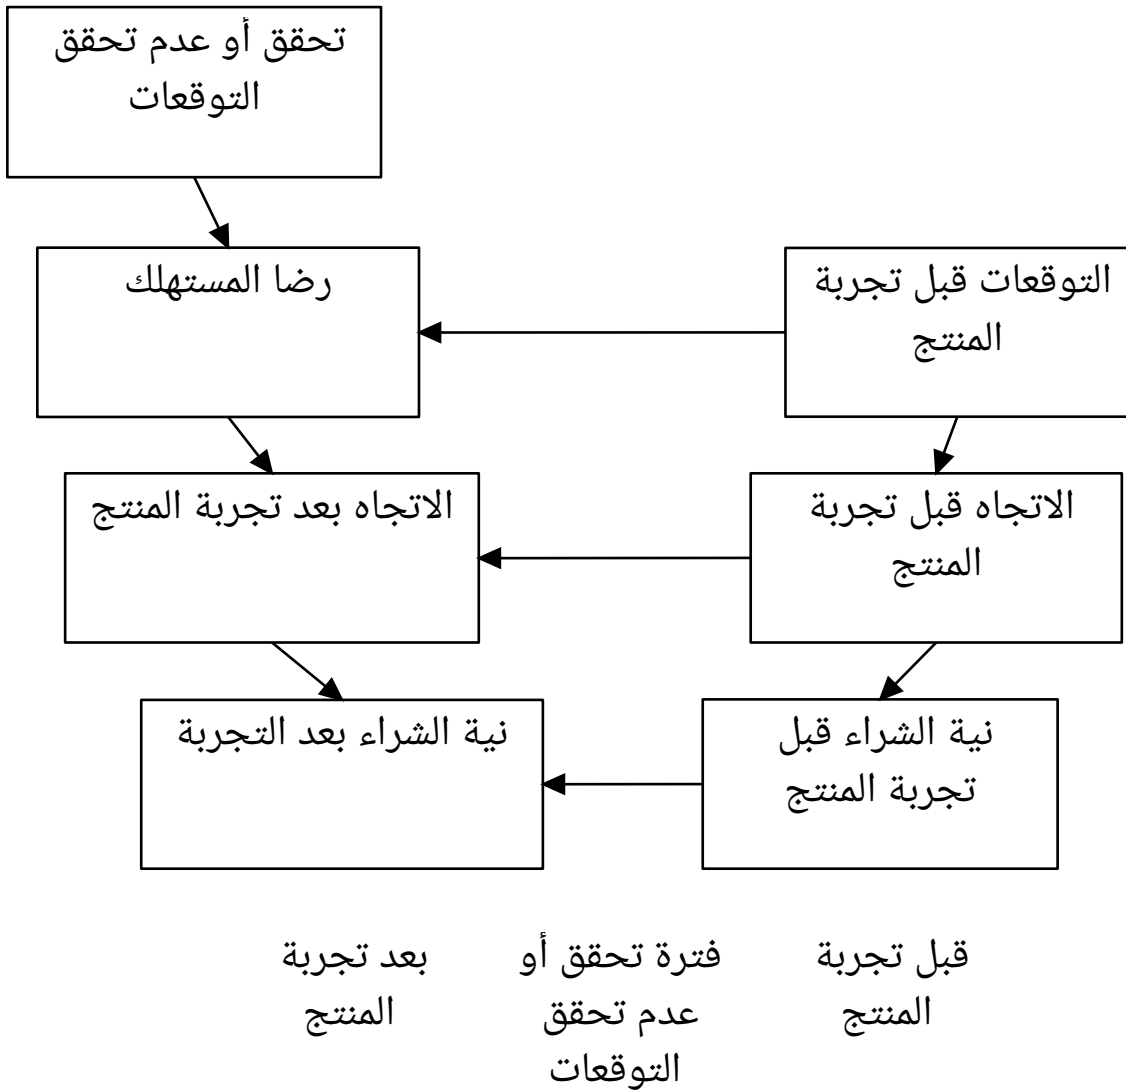 تحقق أو عدم تحقق
التوقعات
التوقعات قبل تجربة
المنتج
رضا المستهلك
الاتجاه قبل تجربة
المنتج
الاتجاه بعد تجربة المنتج
نية الشراء قبل
تجربة المنتج
نية الشراء بعد التجربة
قبل تجربة
المنتج
فترة تحقق أو
عدم تحقق
التوقعات
بعد تجربة
المنتج